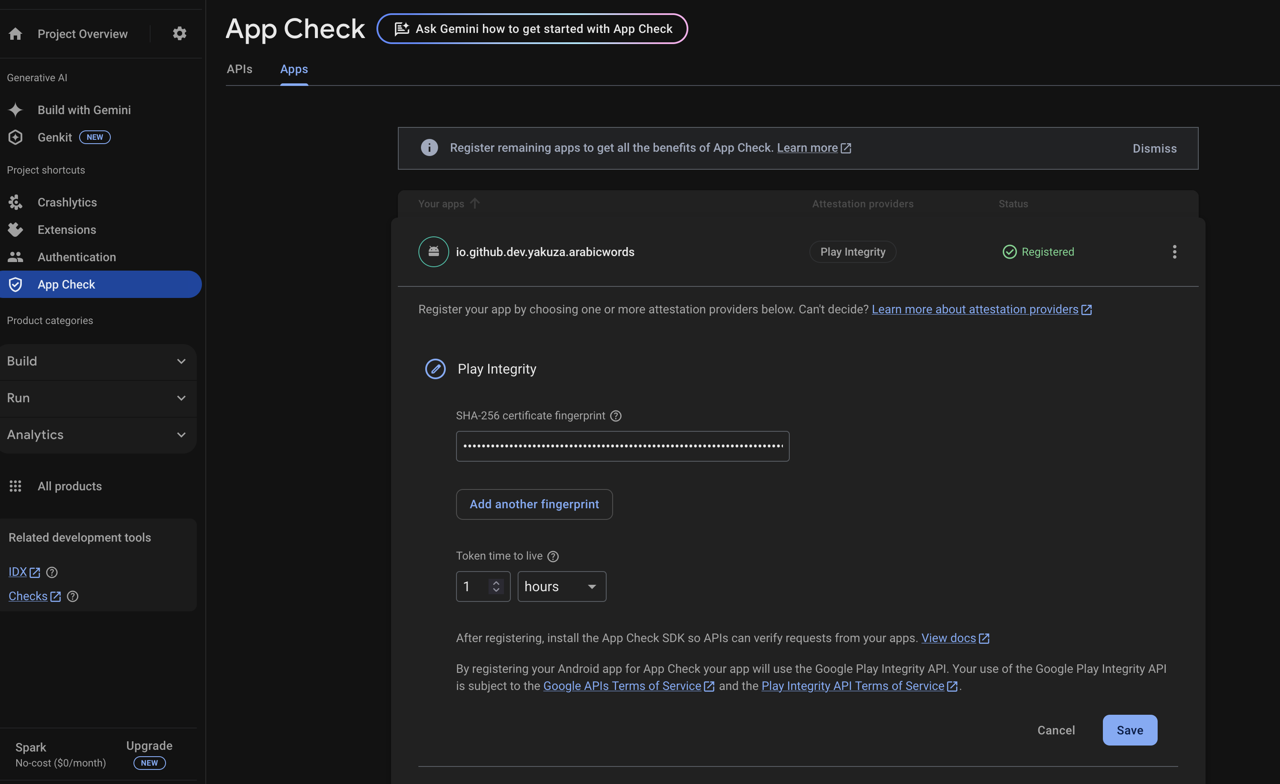 Project Overview
Generative AI
Build with Gemini
Genkit NEW
Project shortcuts
Crashlytics
Extensions
Authentication
App Check
Product categories
Build
Run
Analytics
All products
Related development tools
IDX
Checks
Spark
No-cost ($0/month)
Upgrade
NEW
App Check
Ask Gemini how to get started with App Check
APIs
Apps
Register remaining apps to get all the benefits of App Check. Learn more
Dismiss
Your apps
Attestation providers
Status
io.github.dev.yakuza.arabicwords
Play Integrity
Registered
Register your app by choosing one or more attestation providers below. Can't decide? Learn more about attestation providers
Play Integrity
SHA-256 certificate fingerprint
Add another fingerprint
Token time to live
1
hours
After registering, install the App Check SDK so APIs can verify requests from your apps. View docs
By registering your Android app for App Check your app will use the Google Play Integrity API. Your use of the Google Play Integrity API
is subject to the Google APIs Terms of Service and the Play Integrity API Terms of Service.
Cancel
Save